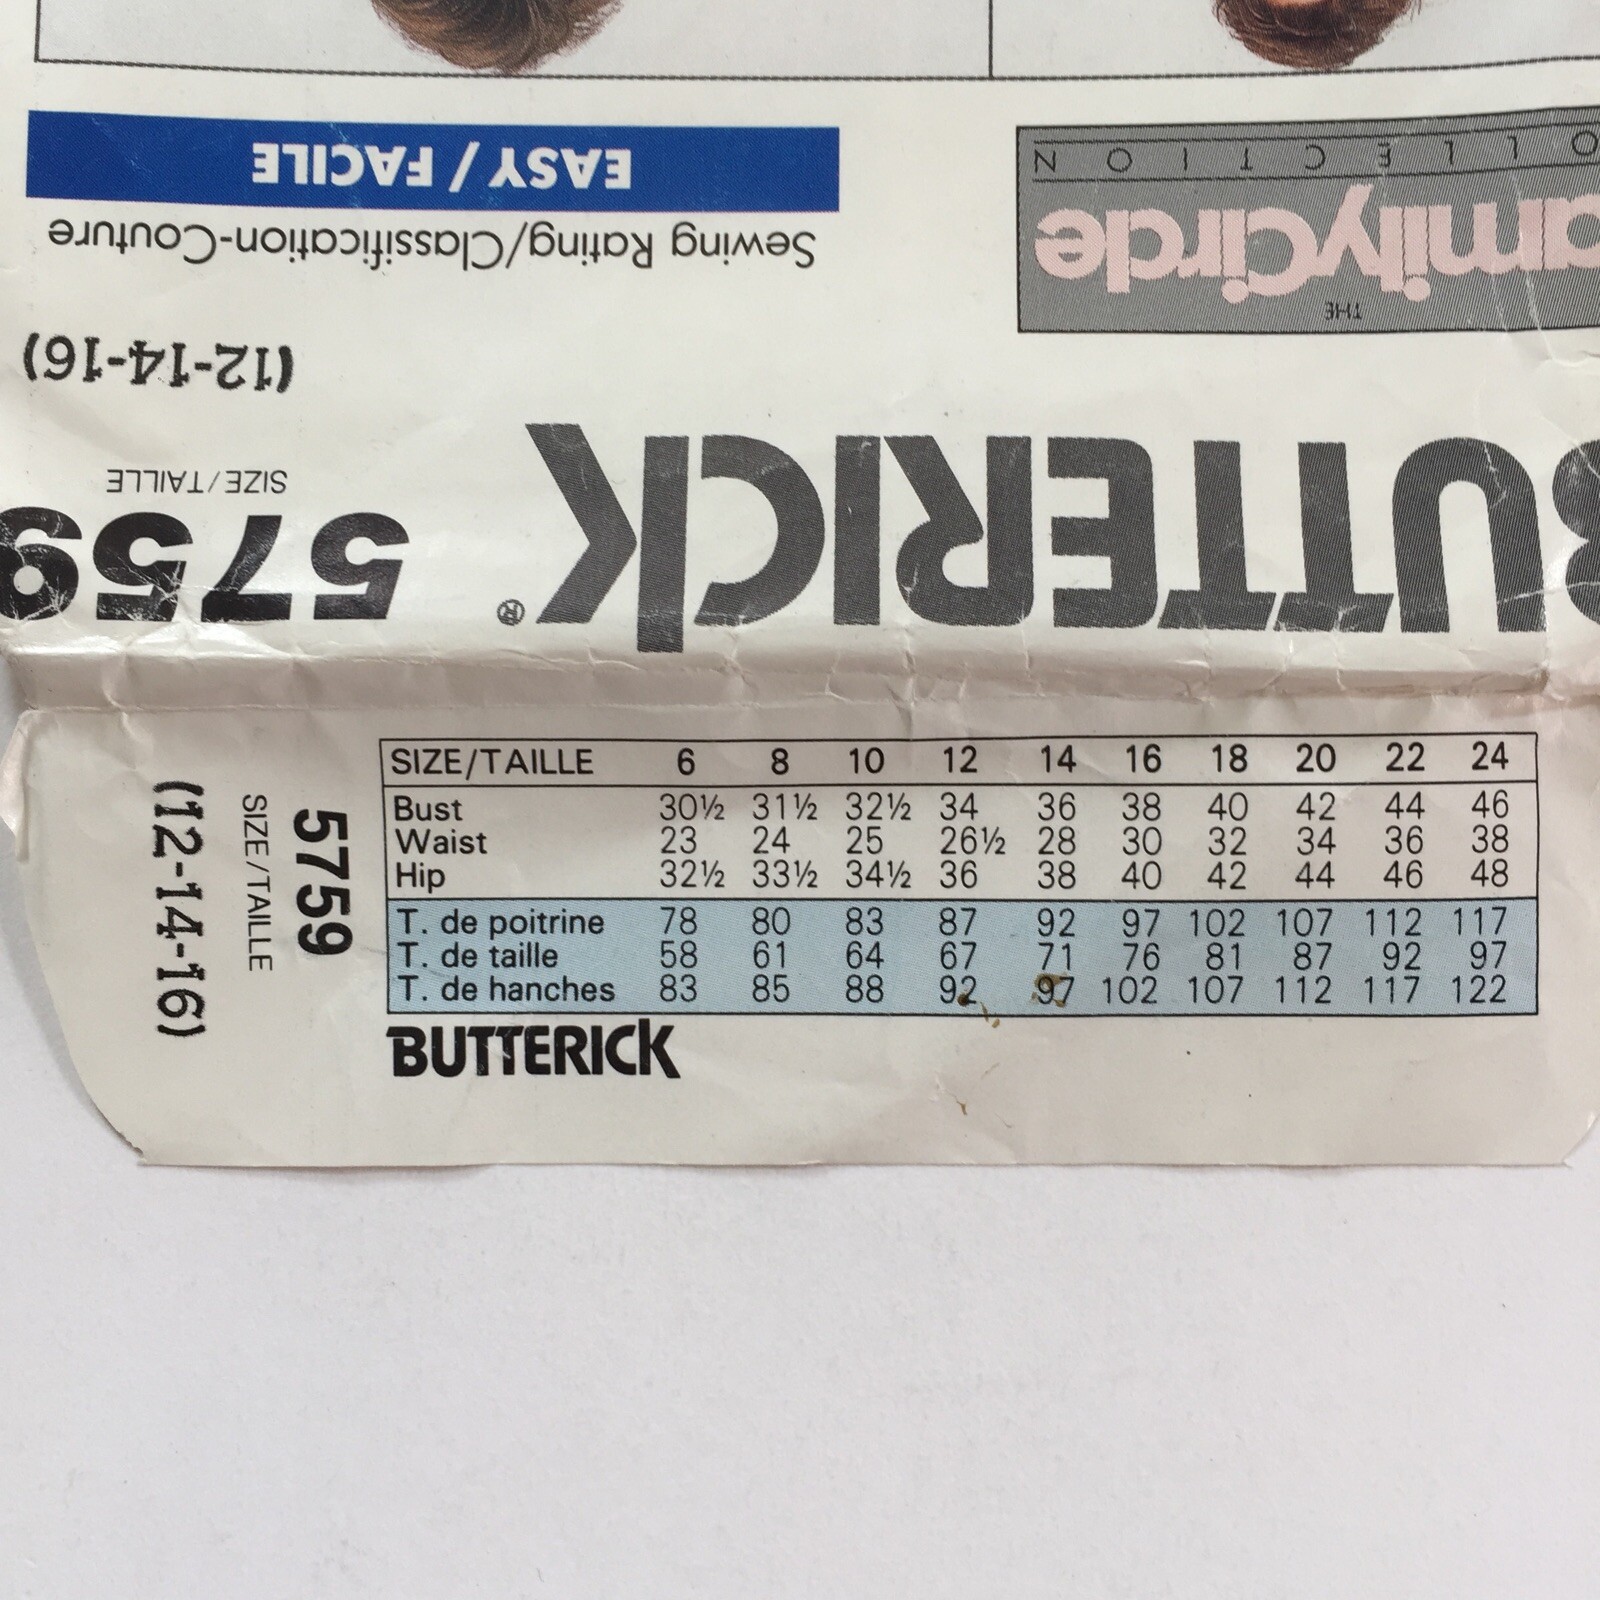 EASY / FACILE
Sewing Rating/Classification-Couture
(12-14-16)
COLLECTION
FamilyCircle
THE
SIZE/TAILLE
5759
BUTTERICK®
(12-14-16)
SIZE/TAILLE
5759
SIZE/TAILLE 6 8 10 12 14 16 18 20 22 24
Bust 30½ 31½ 32½ 34 36 38 40 42 44 46
Waist 23 24 25 26½ 28 30 32 34 36 38
Hip 32½ 33½ 34½ 36 38 40 42 44 46 48
T. de poitrine 78 80 83 87 92 97 102 107 112 117
T. de taille 58 61 64 67 71 76 81 87 92 97
T. de hanches 83 85 88 92 97 102 107 112 117 122
BUTTERICK